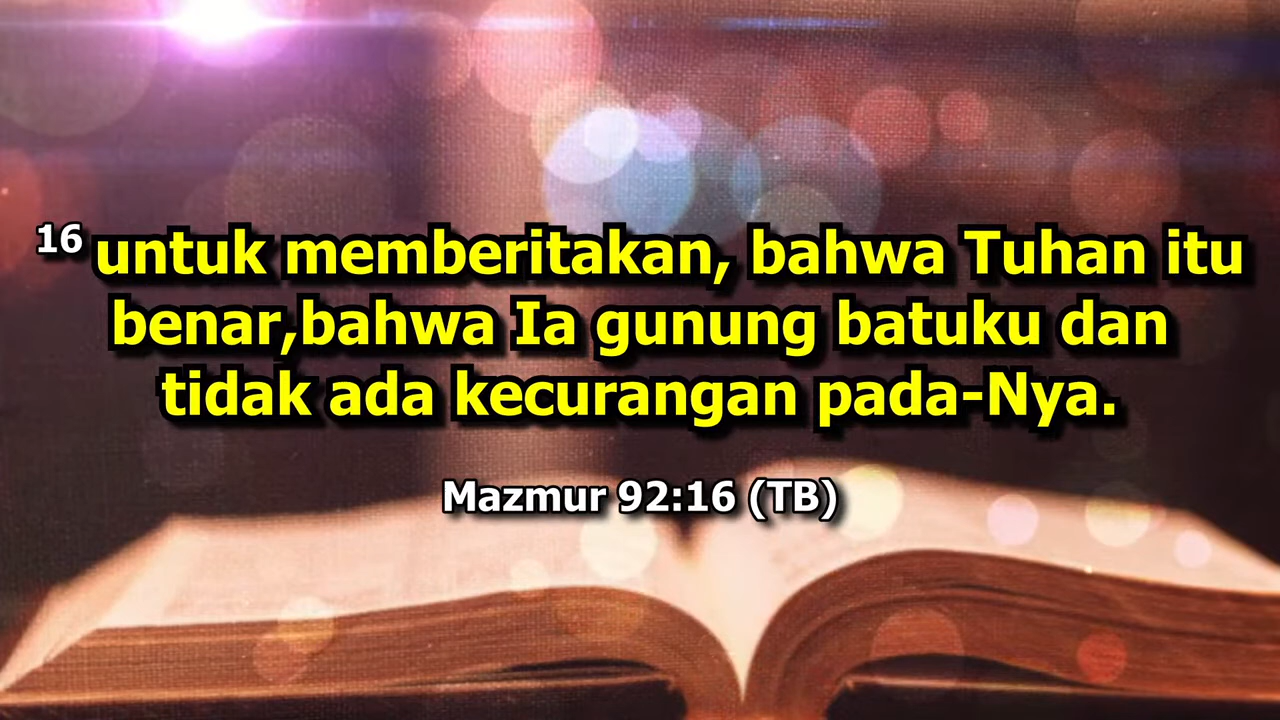 16 untuk memberitakan, bahwa Tuhan itu
benar,bahwa Ia gunung batuku dan
tidak ada kecurangan pada-Nya.
Mazmur 92:16 (TB)